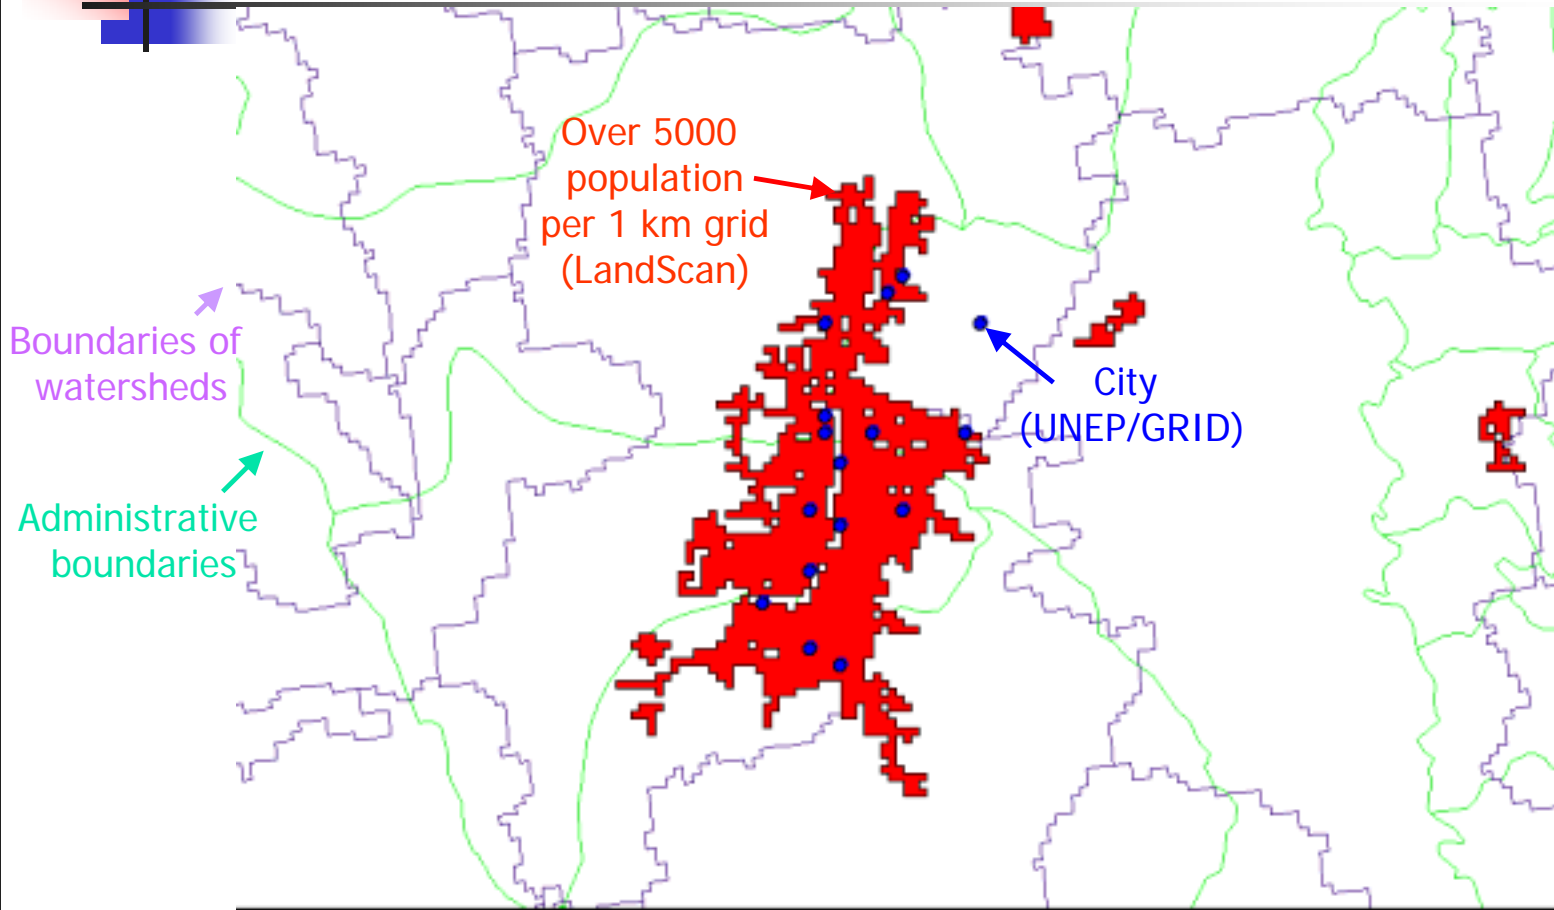 Over 5000
population
per 1 km grid
(LandScan)
Boundaries of
watersheds
City
(UNEP/GRID)
Administrative
boundaries